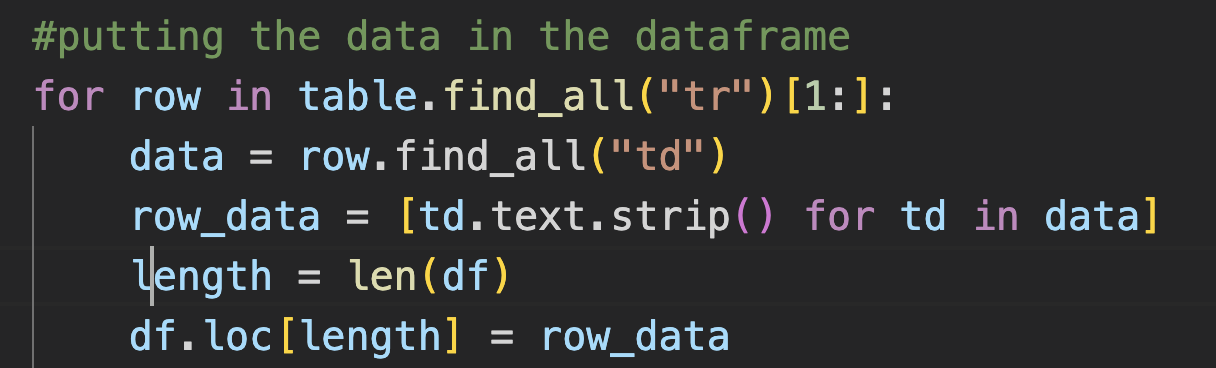 #putting the data in the dataframe
for row in table.find_all("tr")[1:]:
    data = row.find_all("td")
    row_data = [td.text.strip() for td in data]
    length = len(df)
    df.loc[length] = row_data